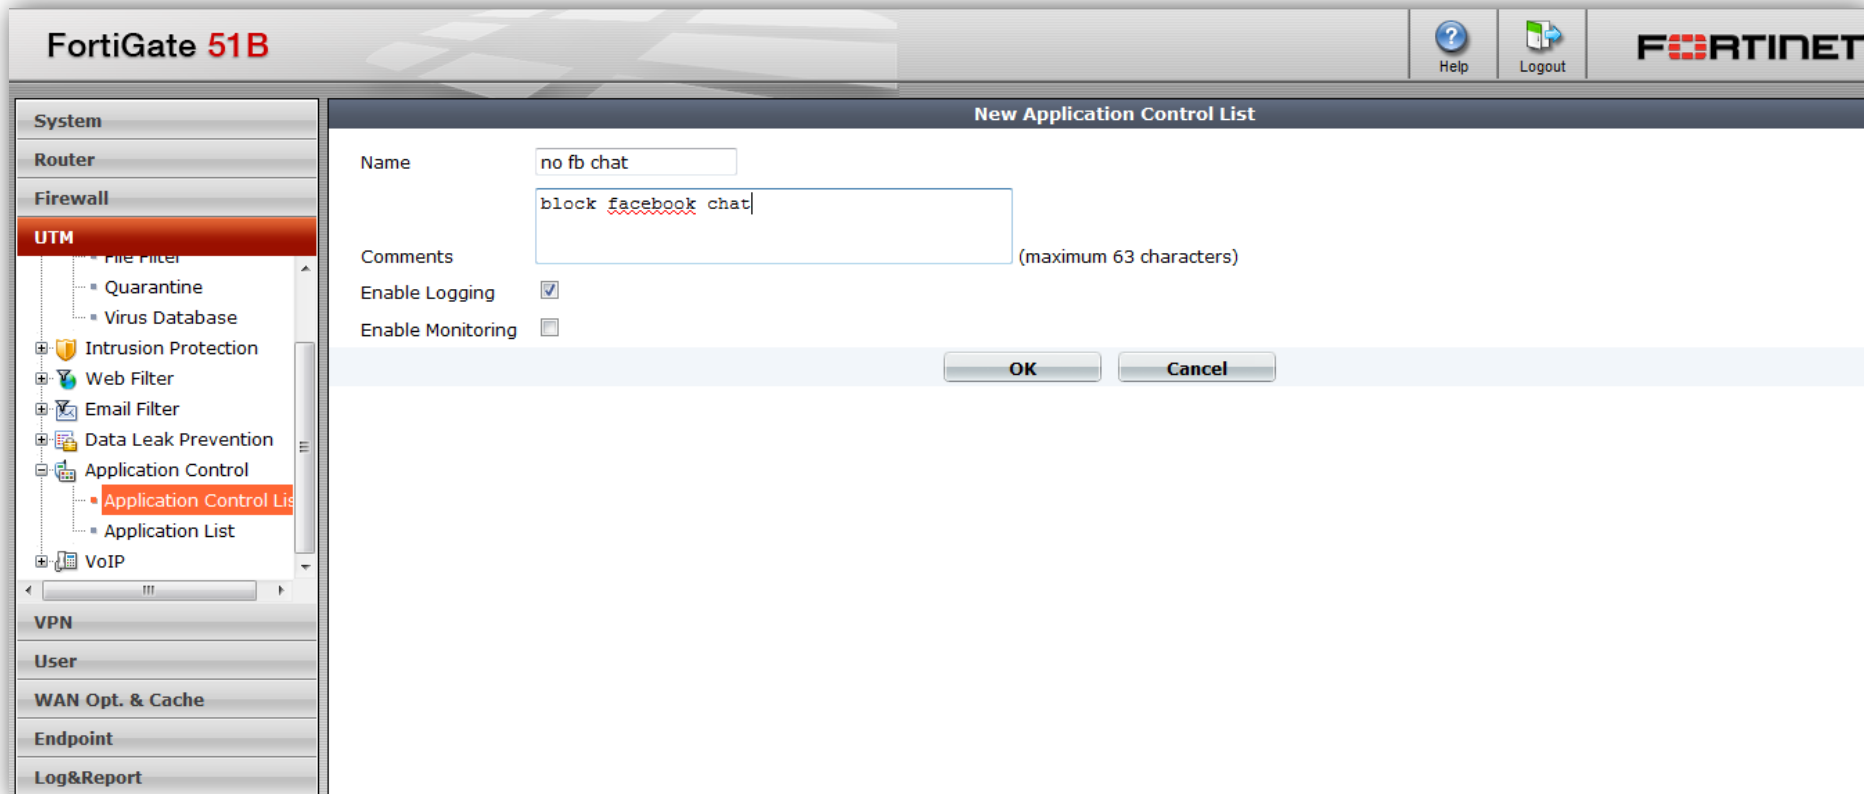 FortiGate 51B
Help
Logout
FORTINET
System
Router
Firewall
UTM
File Filter
Quarantine
Virus Database
Intrusion Protection
Web Filter
Email Filter
Data Leak Prevention
Application Control
Application Control Lis
Application List
VoIP
VPN
User
WAN Opt. & Cache
Endpoint
Log&Report
New Application Control List
Name no fb chat
block facebook chat
Comments (maximum 63 characters)
Enable Logging
Enable Monitoring
OK Cancel